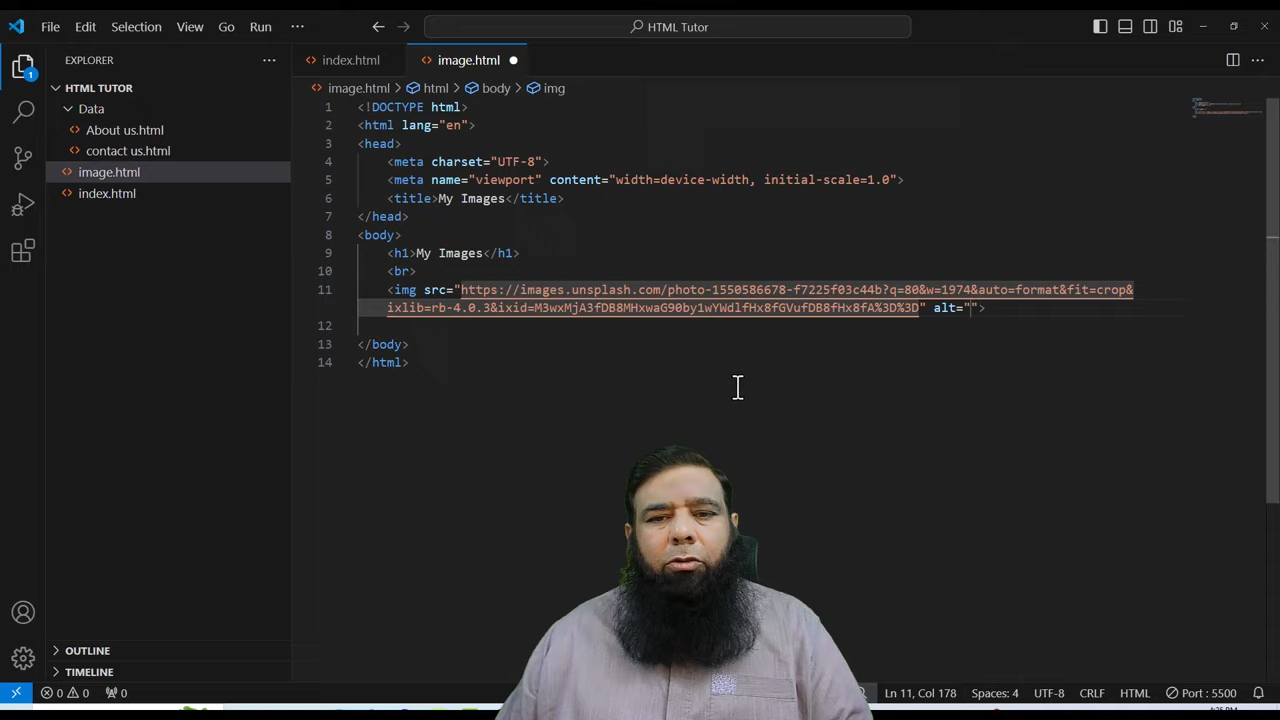 File Edit Selection View Go Run ··· HTML Tutor
EXPLORER
HTML TUTOR
Data
About us.html
contact us.html
image.html
index.html
OUTLINE
TIMELINE
1
index.html image.html
image.html > html > body > img
1 <!DOCTYPE html>
2 <html lang="en">
3 <head>
4 <meta charset="UTF-8">
5 <meta name="viewport" content="width=device-width, initial-scale=1.0">
6 <title>My Images</title>
7 </head>
8 <body>
9 <h1>My Images</h1>
10 <br>
11 <img src="https://images.unsplash.com/photo-1550586678-f7225f03c44b?q=80&w=1974&auto=format&fit=crop&
ixlib=rb-4.0.3&ixid=M3wxMjA3fDB8MHxwaG90by1wYWdlfHx8fGVufDB8fHx8fA%3D%3D" alt="">
12
13 </body>
14 </html>
0 0 0 Ln 11, Col 178 Spaces: 4 UTF-8 CRLF HTML Port : 5500